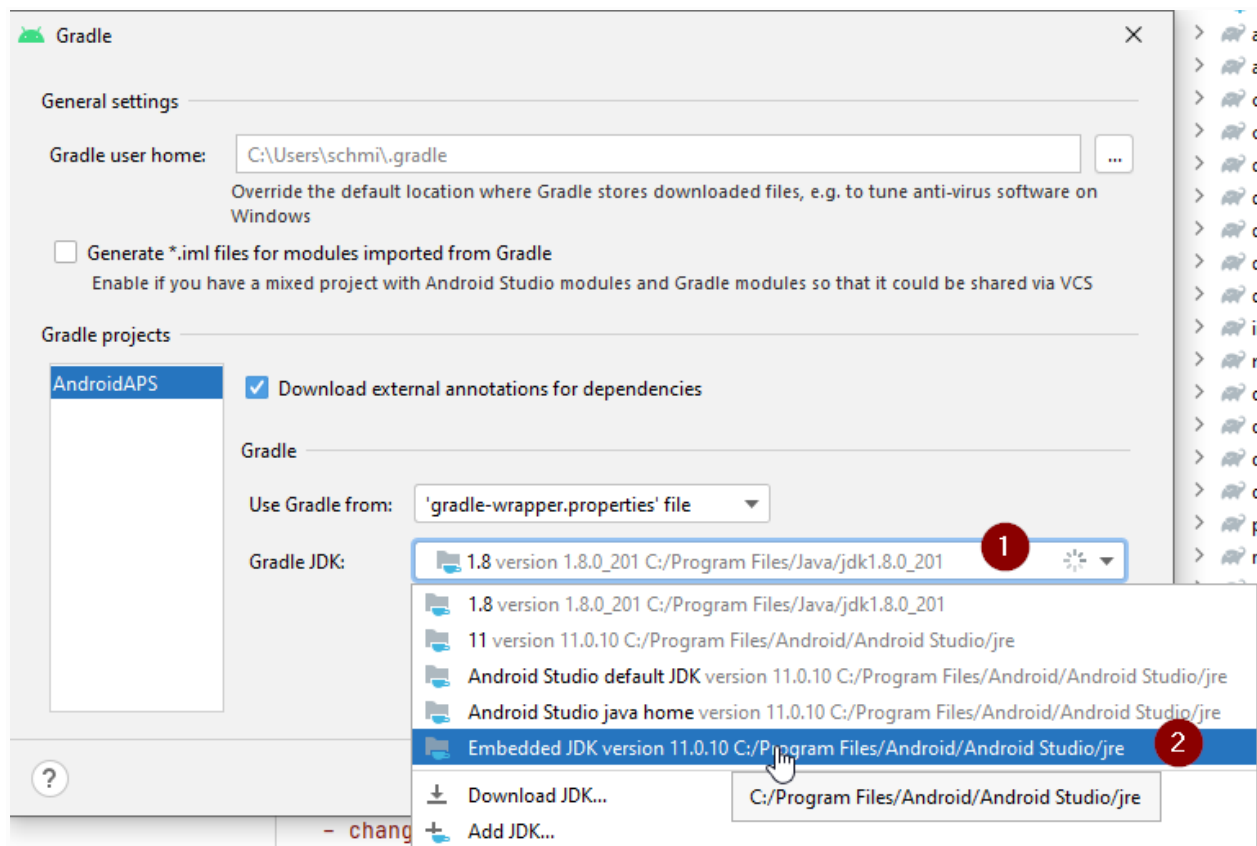 Gradle
General settings
Gradle user home:
C:\Users\schmi\.gradle
...
Override the default location where Gradle stores downloaded files, e.g. to tune anti-virus software on
Windows
Generate *.iml files for modules imported from Gradle
Enable if you have a mixed project with Android Studio modules and Gradle modules so that it could be shared via VCS
Gradle projects
AndroidAPS
Download external annotations for dependencies
Gradle
Use Gradle from:
'gradle-wrapper.properties' file
Gradle JDK:
1.8 version 1.8.0_201 C:/Program Files/Java/jdk1.8.0_201
1
1.8 version 1.8.0_201 C:/Program Files/Java/jdk1.8.0_201
11 version 11.0.10 C:/Program Files/Android/Android Studio/jre
Android Studio default JDK version 11.0.10 C:/Program Files/Android/Android Studio/jre
Android Studio java home version 11.0.10 C:/Program Files/Android/Android Studio/jre
Embedded JDK version 11.0.10 C:/Program Files/Android/Android Studio/jre
2
?
Download JDK...
C:/Program Files/Android/Android Studio/jre
- chang
Add JDK...